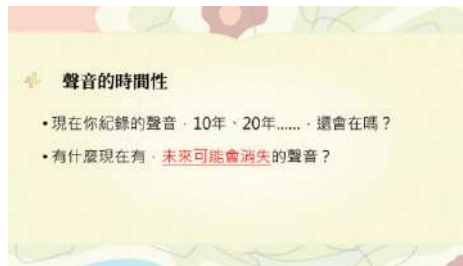 聲音的時間性
•現在你紀錄的聲音，10年、20年......，還會在嗎？
•有什麼現在有，未來可能會消失的聲音？